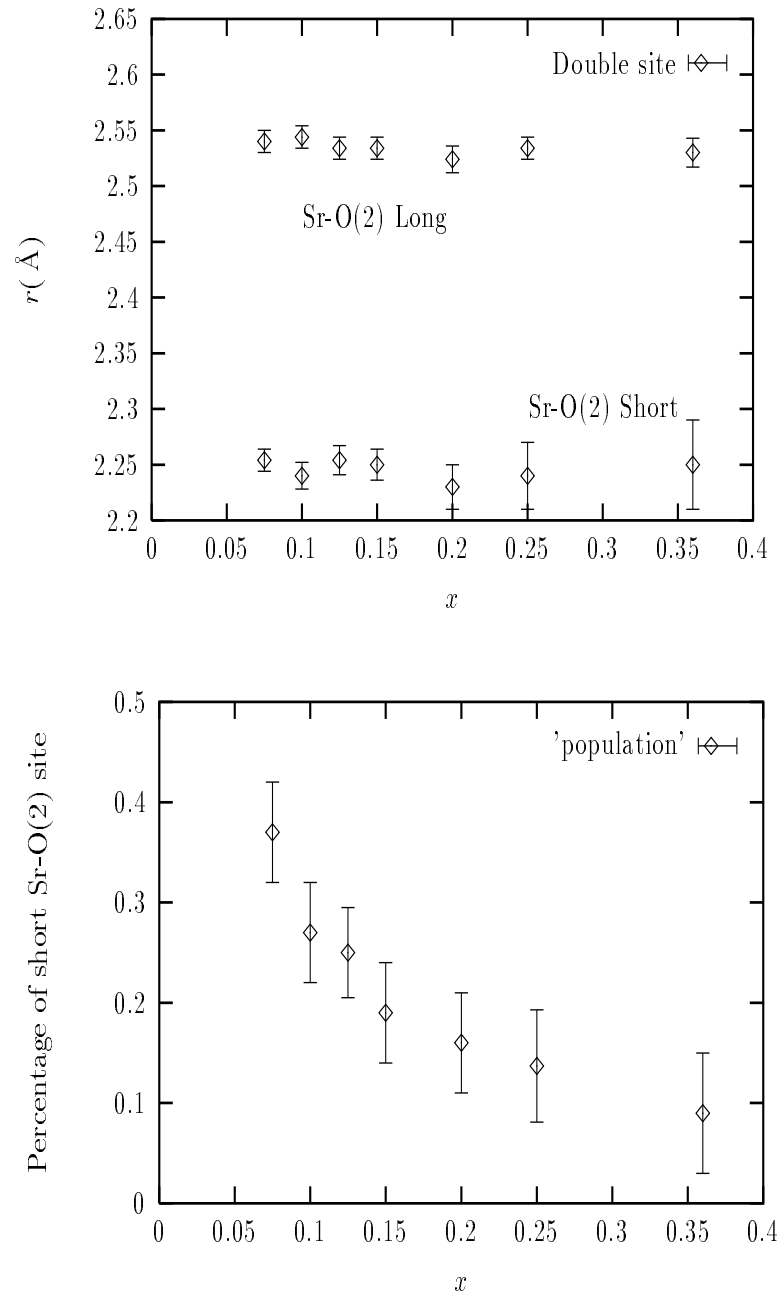 2.65
2.6
2.55
2.5
2.45
2.4
2.35
2.3
2.25
2.2
r( Å)
Double site
Sr-O(2) Long
Sr-O(2) Short
0 0.05 0.1 0.15 0.2 0.25 0.3 0.35 0.4
x
0.5
0.4
0.3
0.2
0.1
0
Percentage of short Sr-O(2) site
'population'
0 0.05 0.1 0.15 0.2 0.25 0.3 0.35 0.4
x